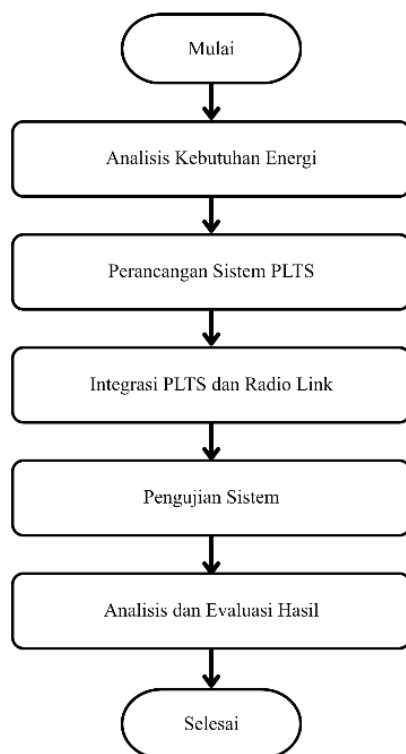 Mulai
Analisis Kebutuhan Energi
Perancangan Sistem PLTS
Integrasi PLTS dan Radio Link
Pengujian Sistem
Analisis dan Evaluasi Hasil
Selesai